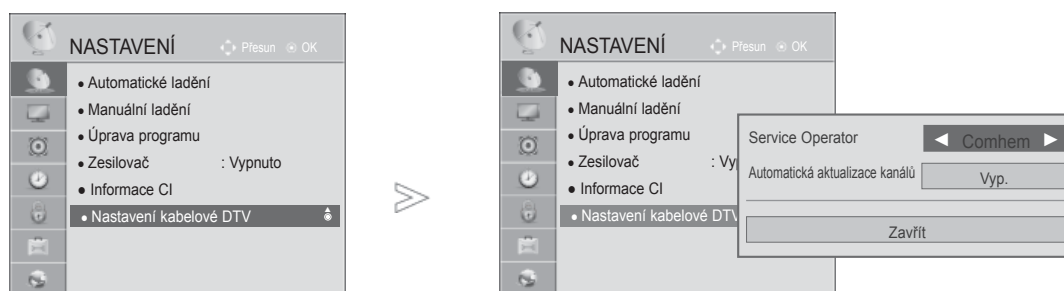 NASTAVENÍ
Přesun OK
• Automatické ladění
• Manuální ladění
• Úprava programu
• Zesilovač : Vypnuto
• Informace CI
• Nastavení kabelové DTV
NASTAVENÍ
Přesun OK
• Automatické ladění
• Manuální ladění
• Úprava programu
• Zesilovač : Vyp
• Informace CI
• Nastavení kabelové DTV
Service Operator ◄ Comhem ►
Automatická aktualizace kanálů Vyp.
Zavřít